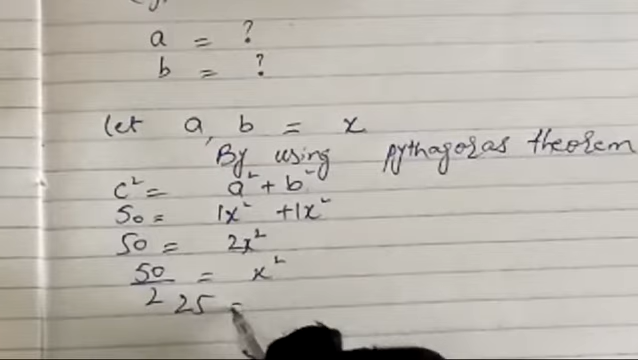 a = ?
b = ?
let a, b = x
By using pythagoras theorem
c² = a² + b²
50 = 1x² + 1x²
50 = 2x²
50/2 = x²
25 =